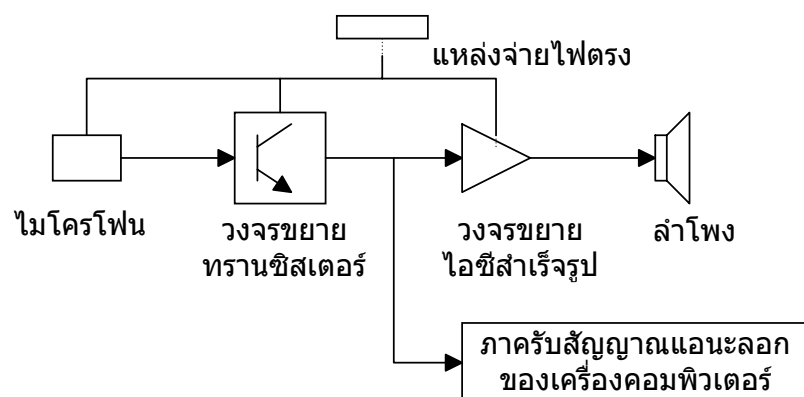 แหล่งจ่ายไฟตรง
ไมโครโฟน
วงจรขยาย
ทรานซิสเตอร์
วงจรขยาย
ไอซีสำเร็จรูป
ลำโพง
ภาครับสัญญาณแอนะลอก
ของเครื่องคอมพิวเตอร์